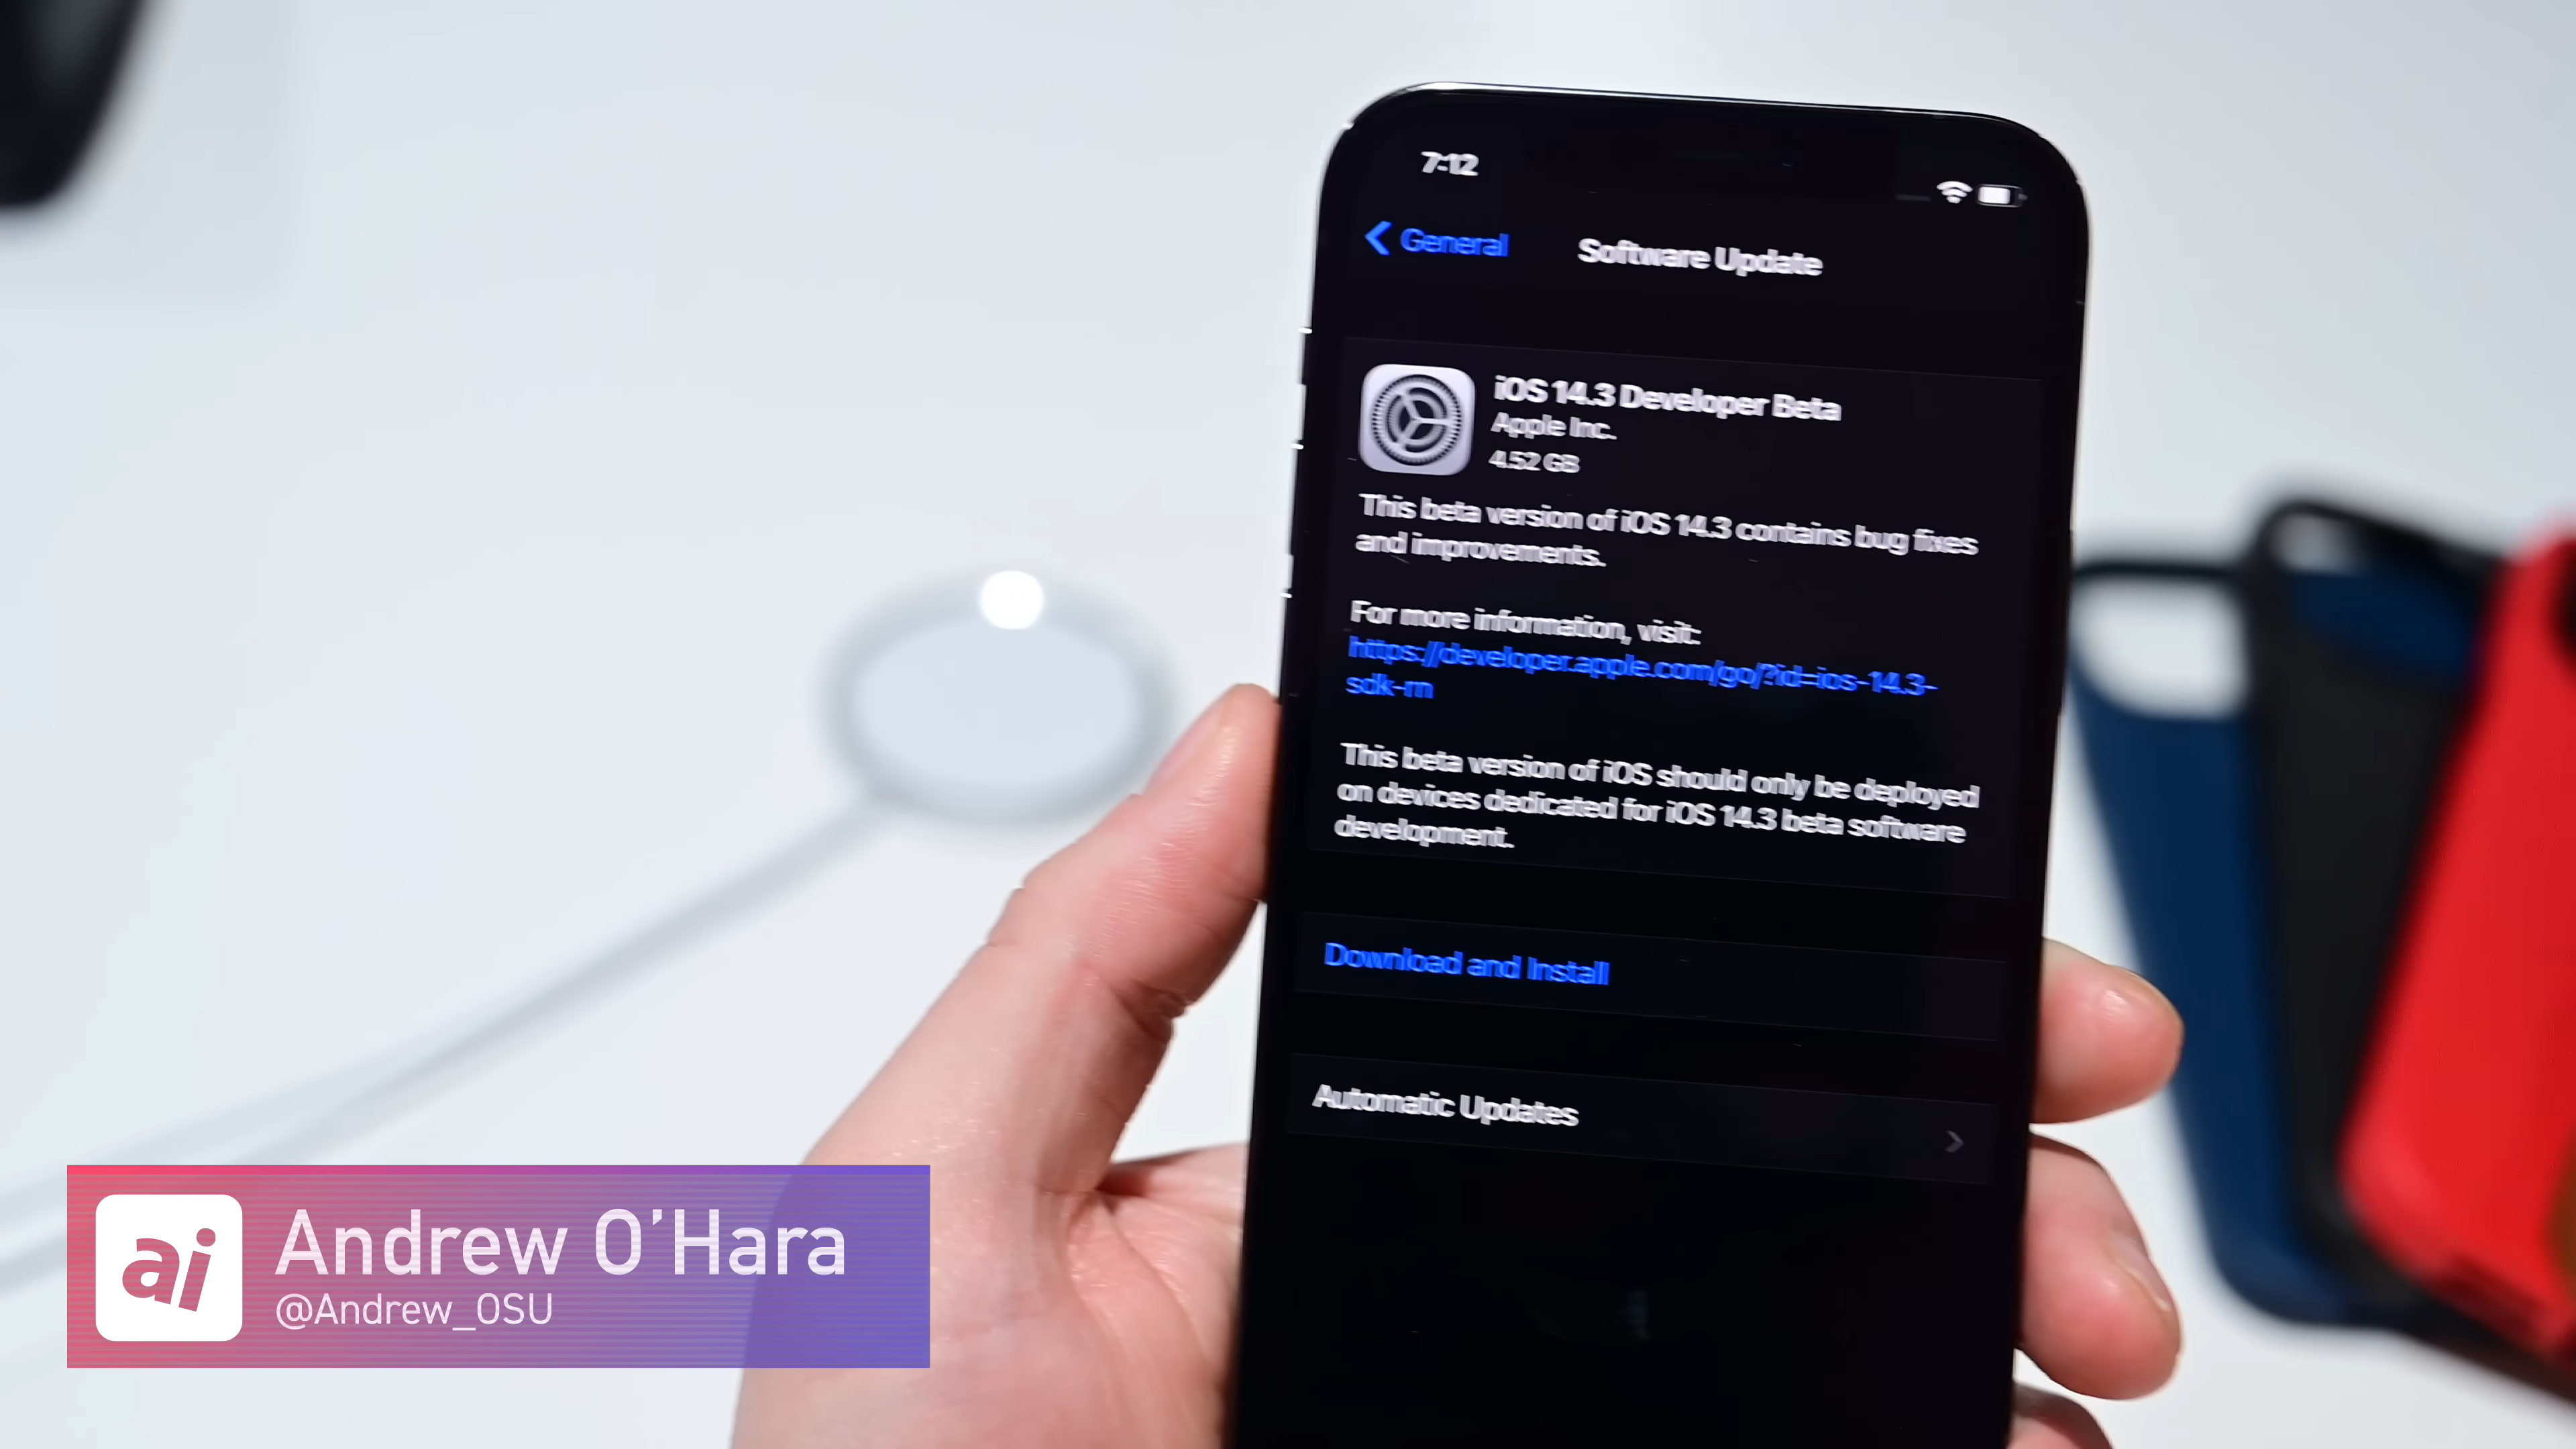 7:12
General
Software Update
iOS 14.3 Developer Beta
Apple Inc.
4.52 GB
This beta version of iOS 14.3 contains bug fixes
and improvements.
For more information, visit:
https://developer.apple.com/go/?id=ios-14.3-
sdk-rn
This beta version of iOS should only be deployed
on devices dedicated for iOS 14.3 beta software
development.
Download and Install
Automatic Updates
ai
Andrew O'Hara
@Andrew_OSU